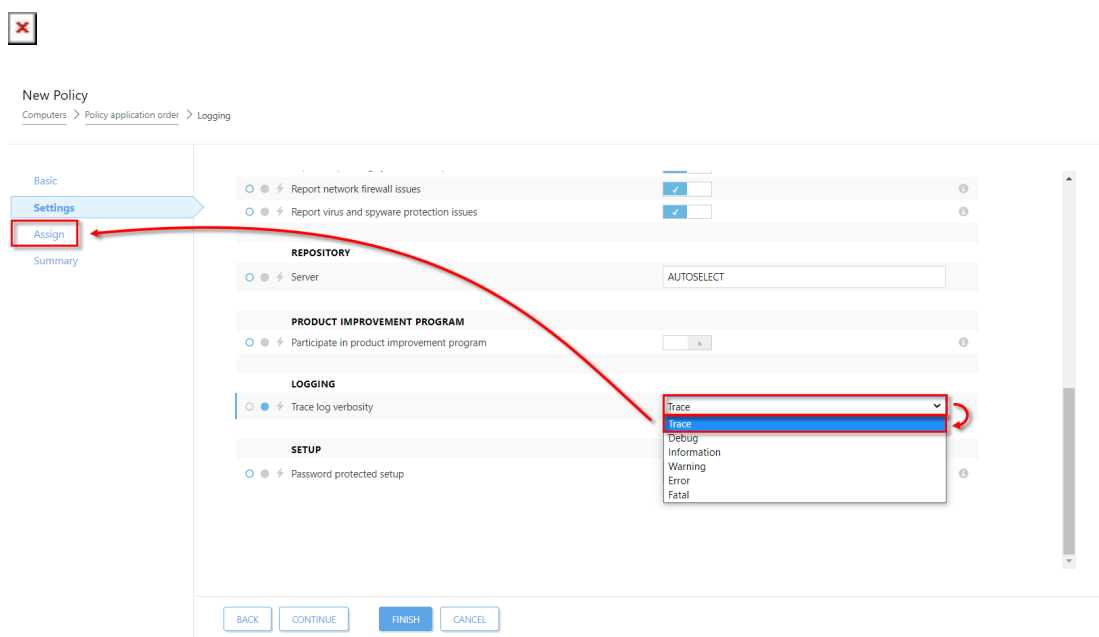 New Policy
Computers > Policy application order > Logging
Basic
Settings
Assign
Summary
Report network firewall issues
Report virus and spyware protection issues
REPOSITORY
Server AUTOSELECT
PRODUCT IMPROVEMENT PROGRAM
Participate in product improvement program
LOGGING
Trace log verbosity Trace
Trace
Debug
Information
Warning
Error
Fatal
SETUP
Password protected setup
BACK CONTINUE FINISH CANCEL